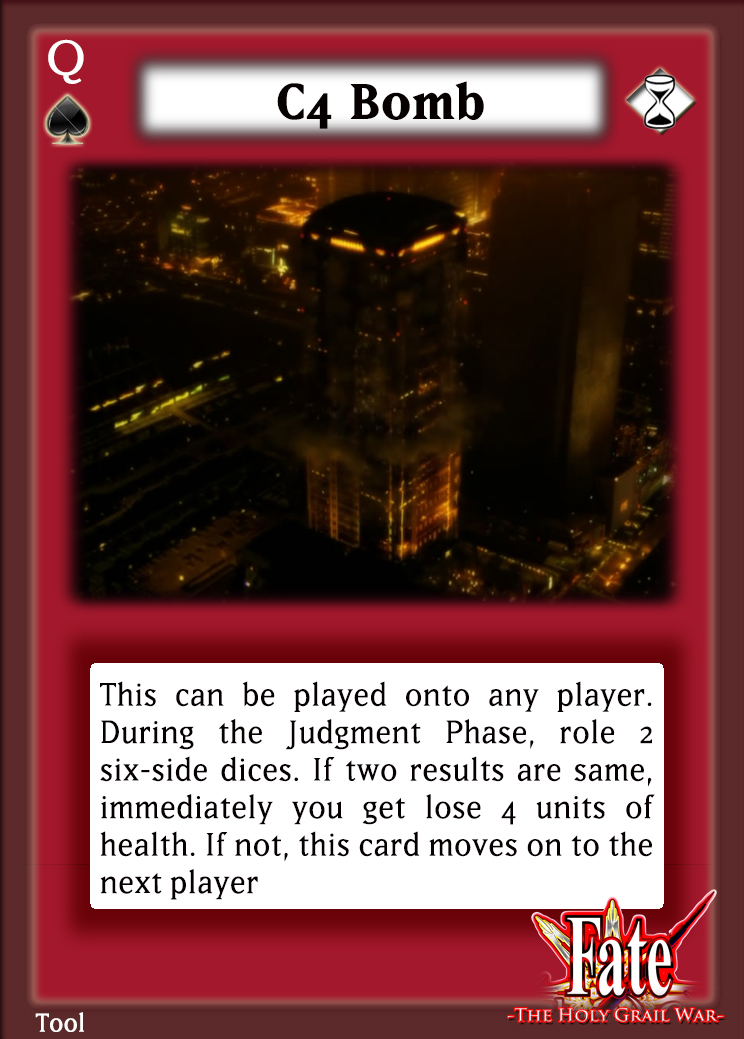 Q
C4 Bomb
This can be played onto any player.
During the Judgment Phase, role 2
six-side dices. If two results are same,
immediately you get lose 4 units of
health. If not, this card moves on to the
next player
Fate
-The Holy Grail War-
Tool